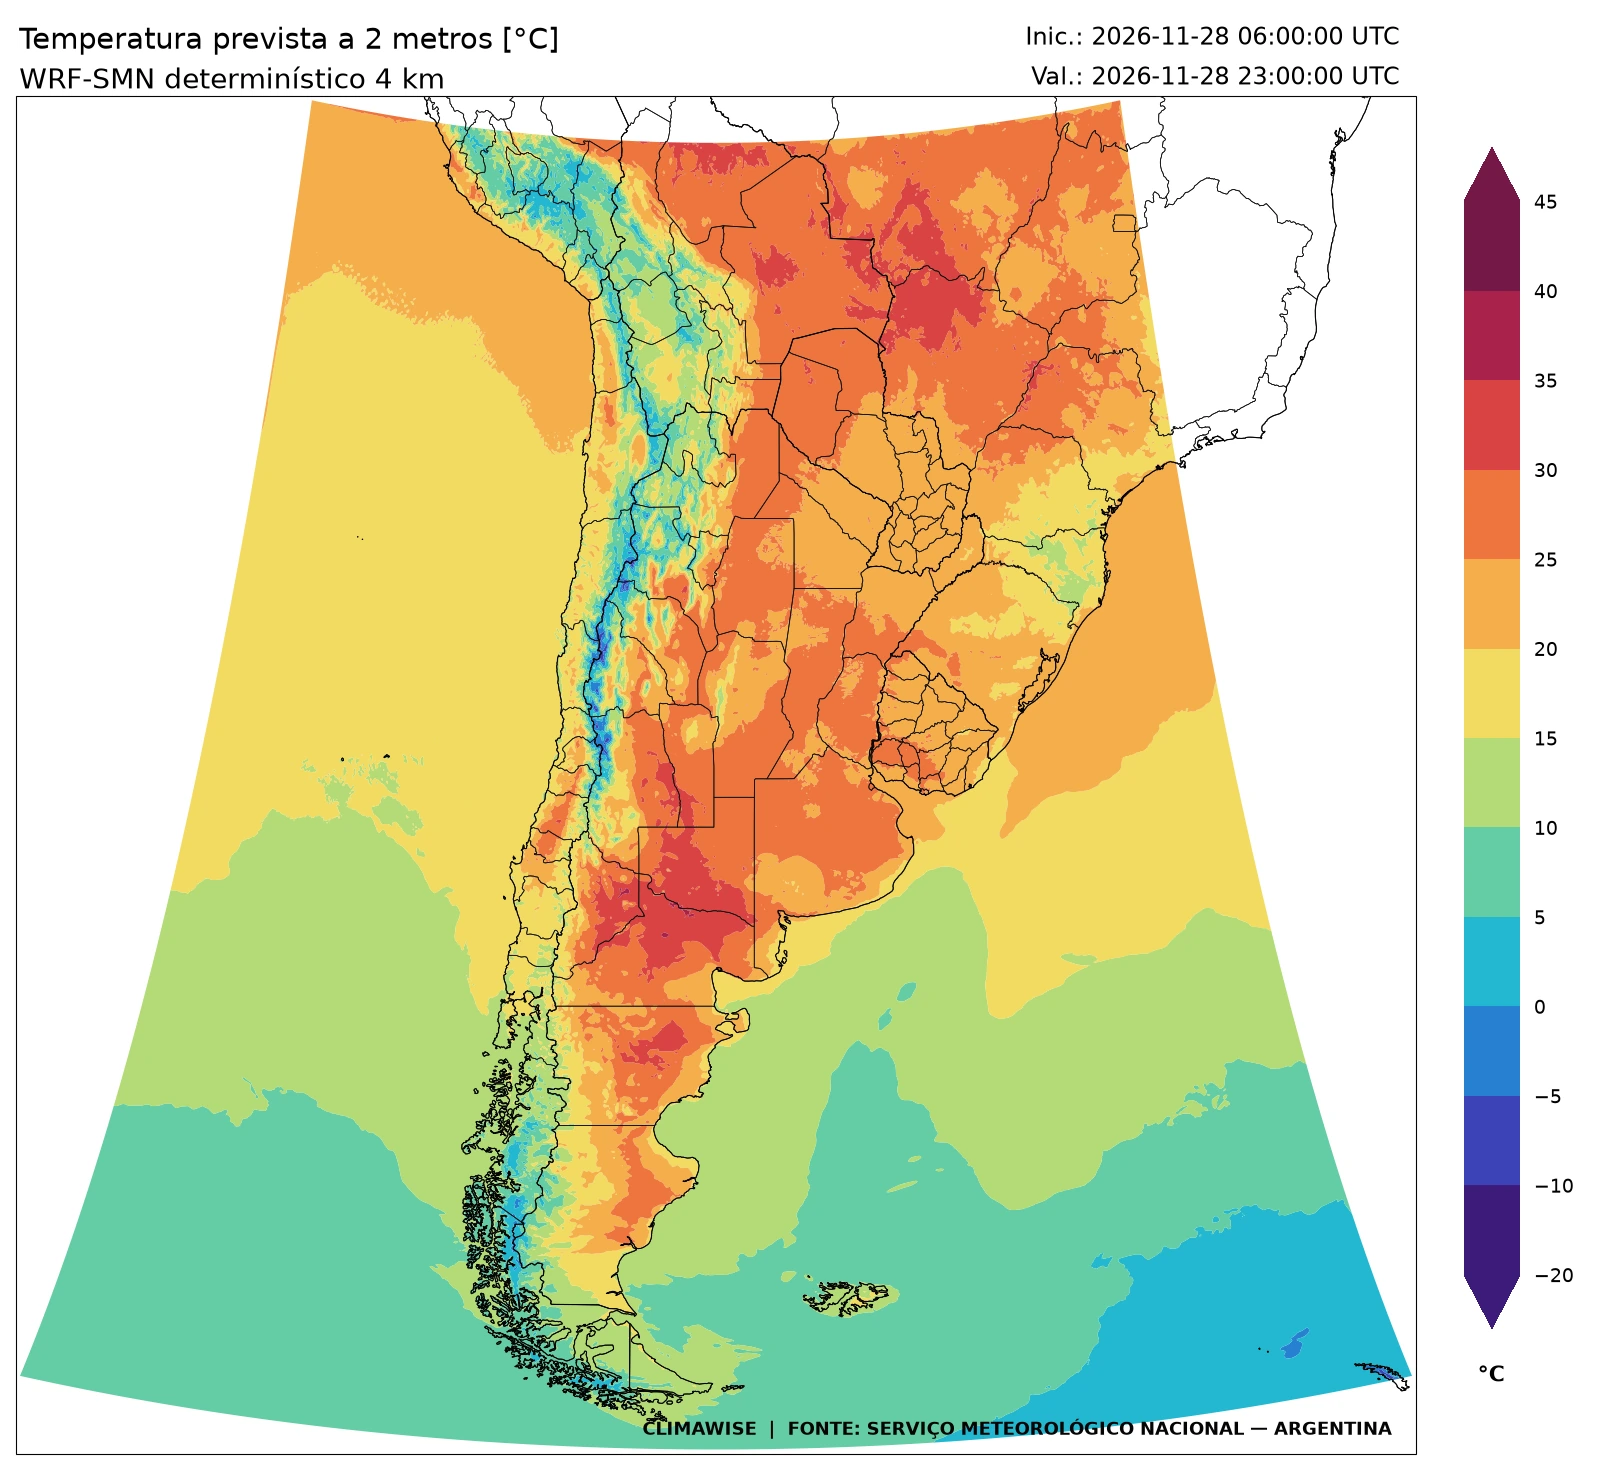 Temperatura prevista a 2 metros [°C]
WRF-SMN determinístico 4 km
Inic.: 2026-11-28 06:00:00 UTC
Val.: 2026-11-28 23:00:00 UTC
45
40
35
30
25
20
15
10
5
0
−5
−10
−20
°C
CLIMAWISE | FONTE: SERVIÇO METEOROLÓGICO NACIONAL — ARGENTINA